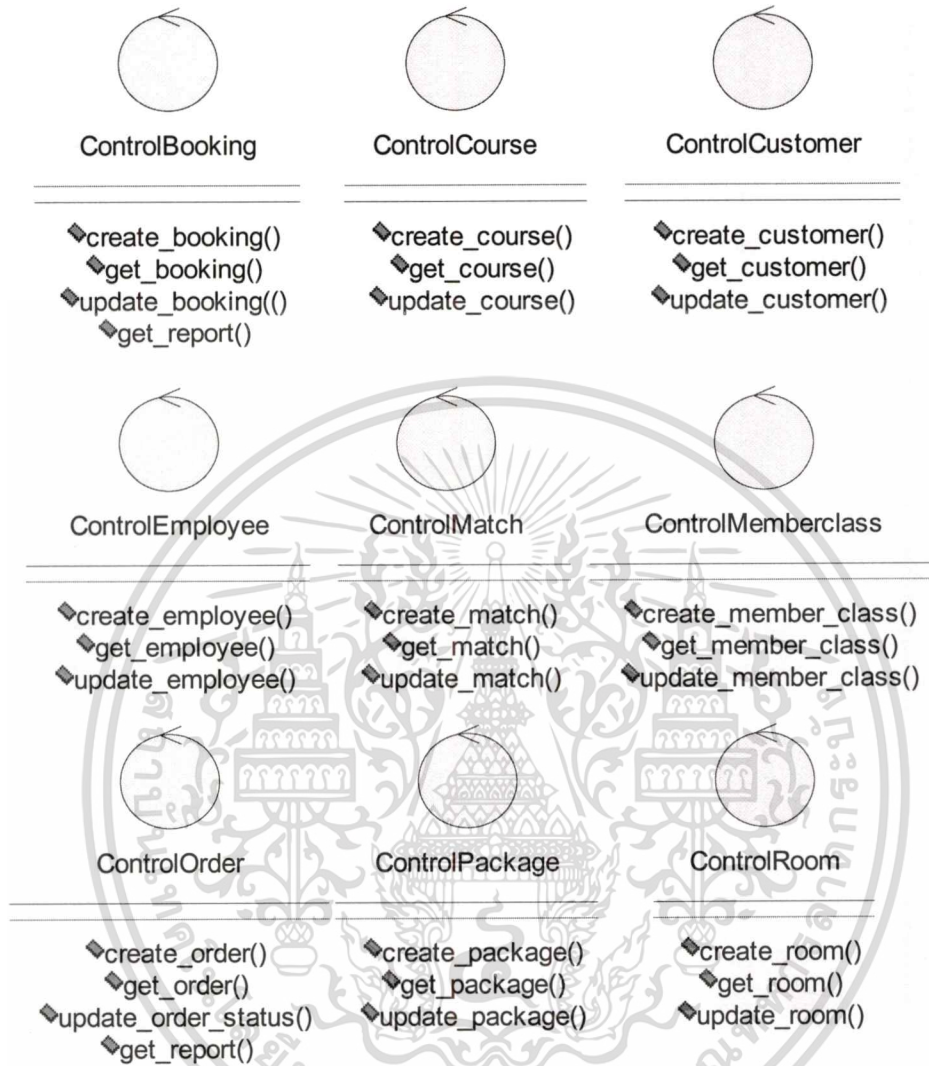 ControlBooking
create_booking()
get_booking()
update_booking(()
get_report()
ControlCourse
create_course()
get_course()
update_course()
ControlCustomer
create_customer()
get_customer()
update_customer()
ControlEmployee
create_employee()
get_employee()
update_employee()
ControlMatch
create_match()
get_match()
update_match()
ControlMemberclass
create_member_class()
get_member_class()
update_member_class()
ControlOrder
create_order()
get_order()
update_order_status()
get_report()
ControlPackage
create_package()
get_package()
update_package()
ControlRoom
create_room()
get_room()
update_room()